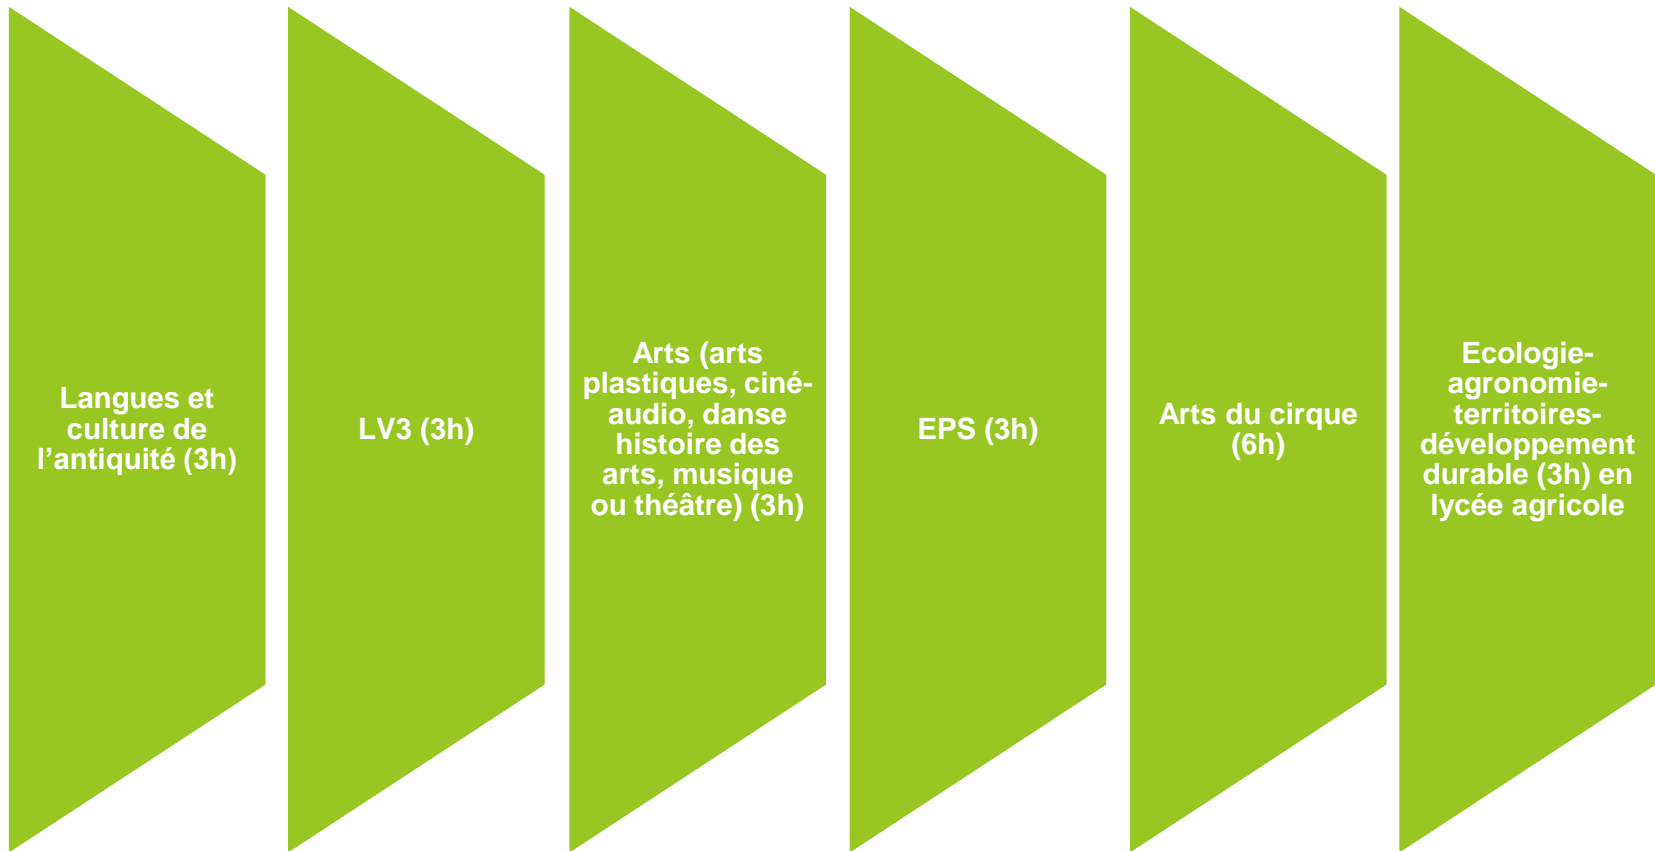 Langues et
culture de
l’antiquité (3h)
LV3 (3h)
Arts (arts
plastiques, ciné-
audio, danse
histoire des
arts, musique
ou théâtre) (3h)
EPS (3h)
Arts du cirque
(6h)
Ecologie-
agronomie-
territoires-
développement
durable (3h) en
lycée agricole